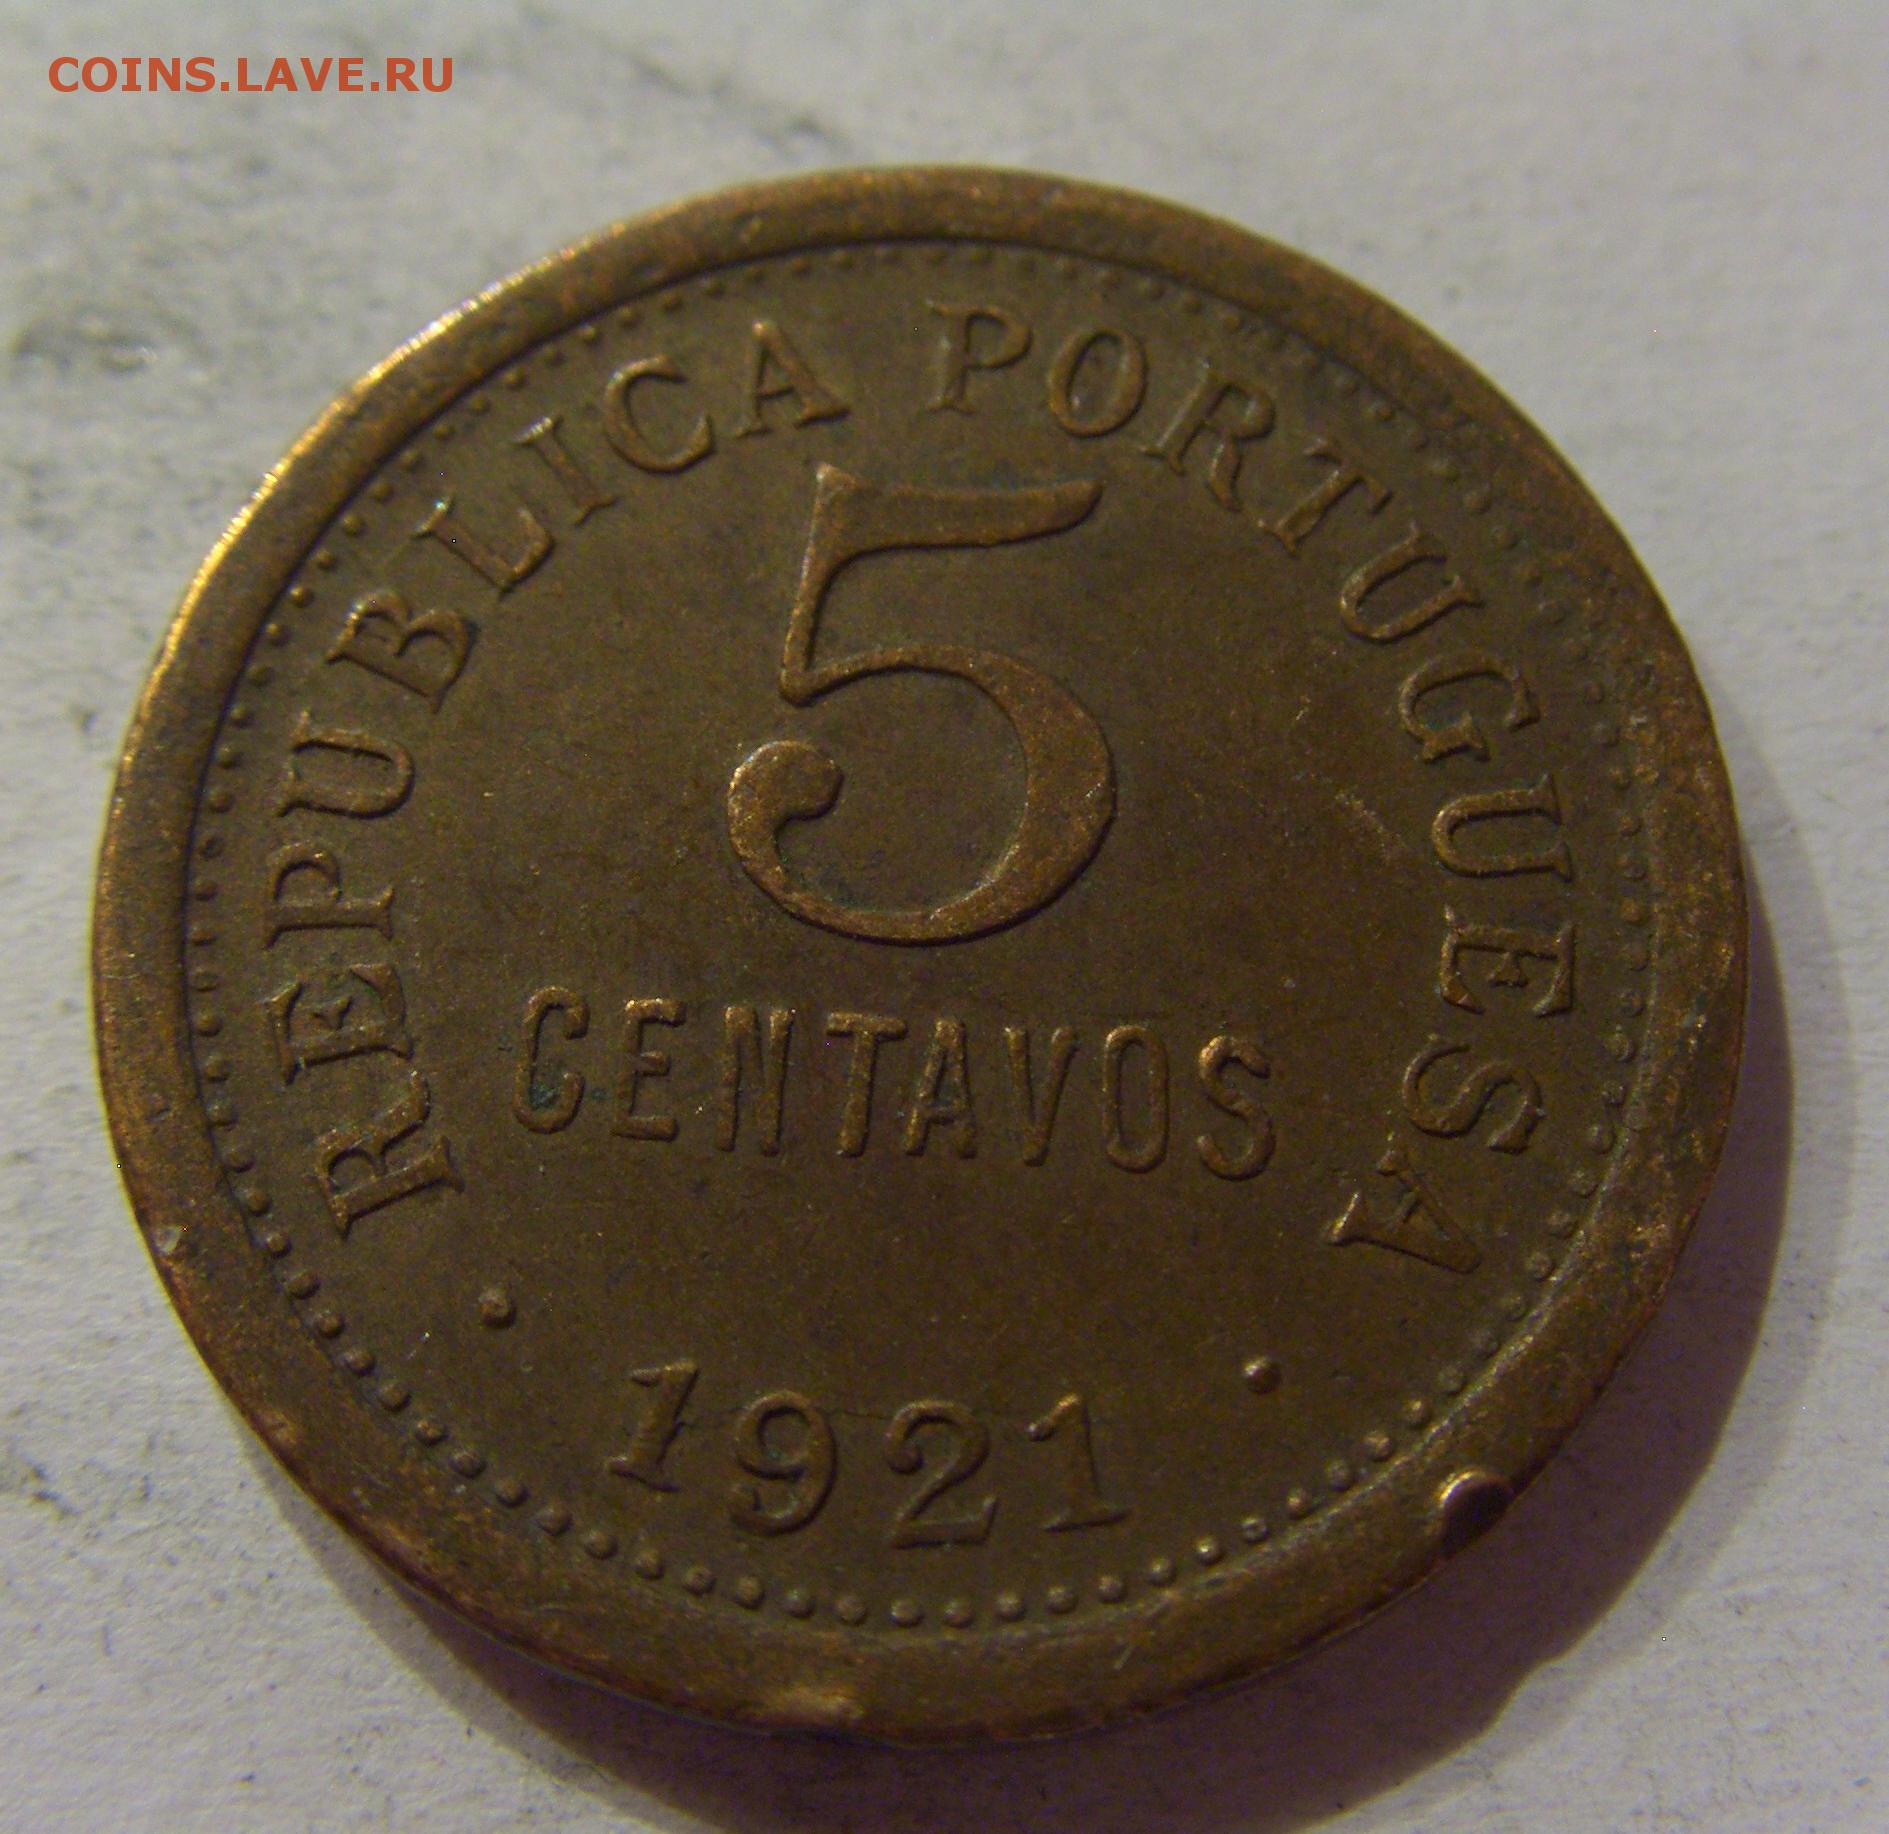 COINS.LAVE.RU
REPUBLICA PORTUGUESA
5
CENTAVOS
• 1921 •